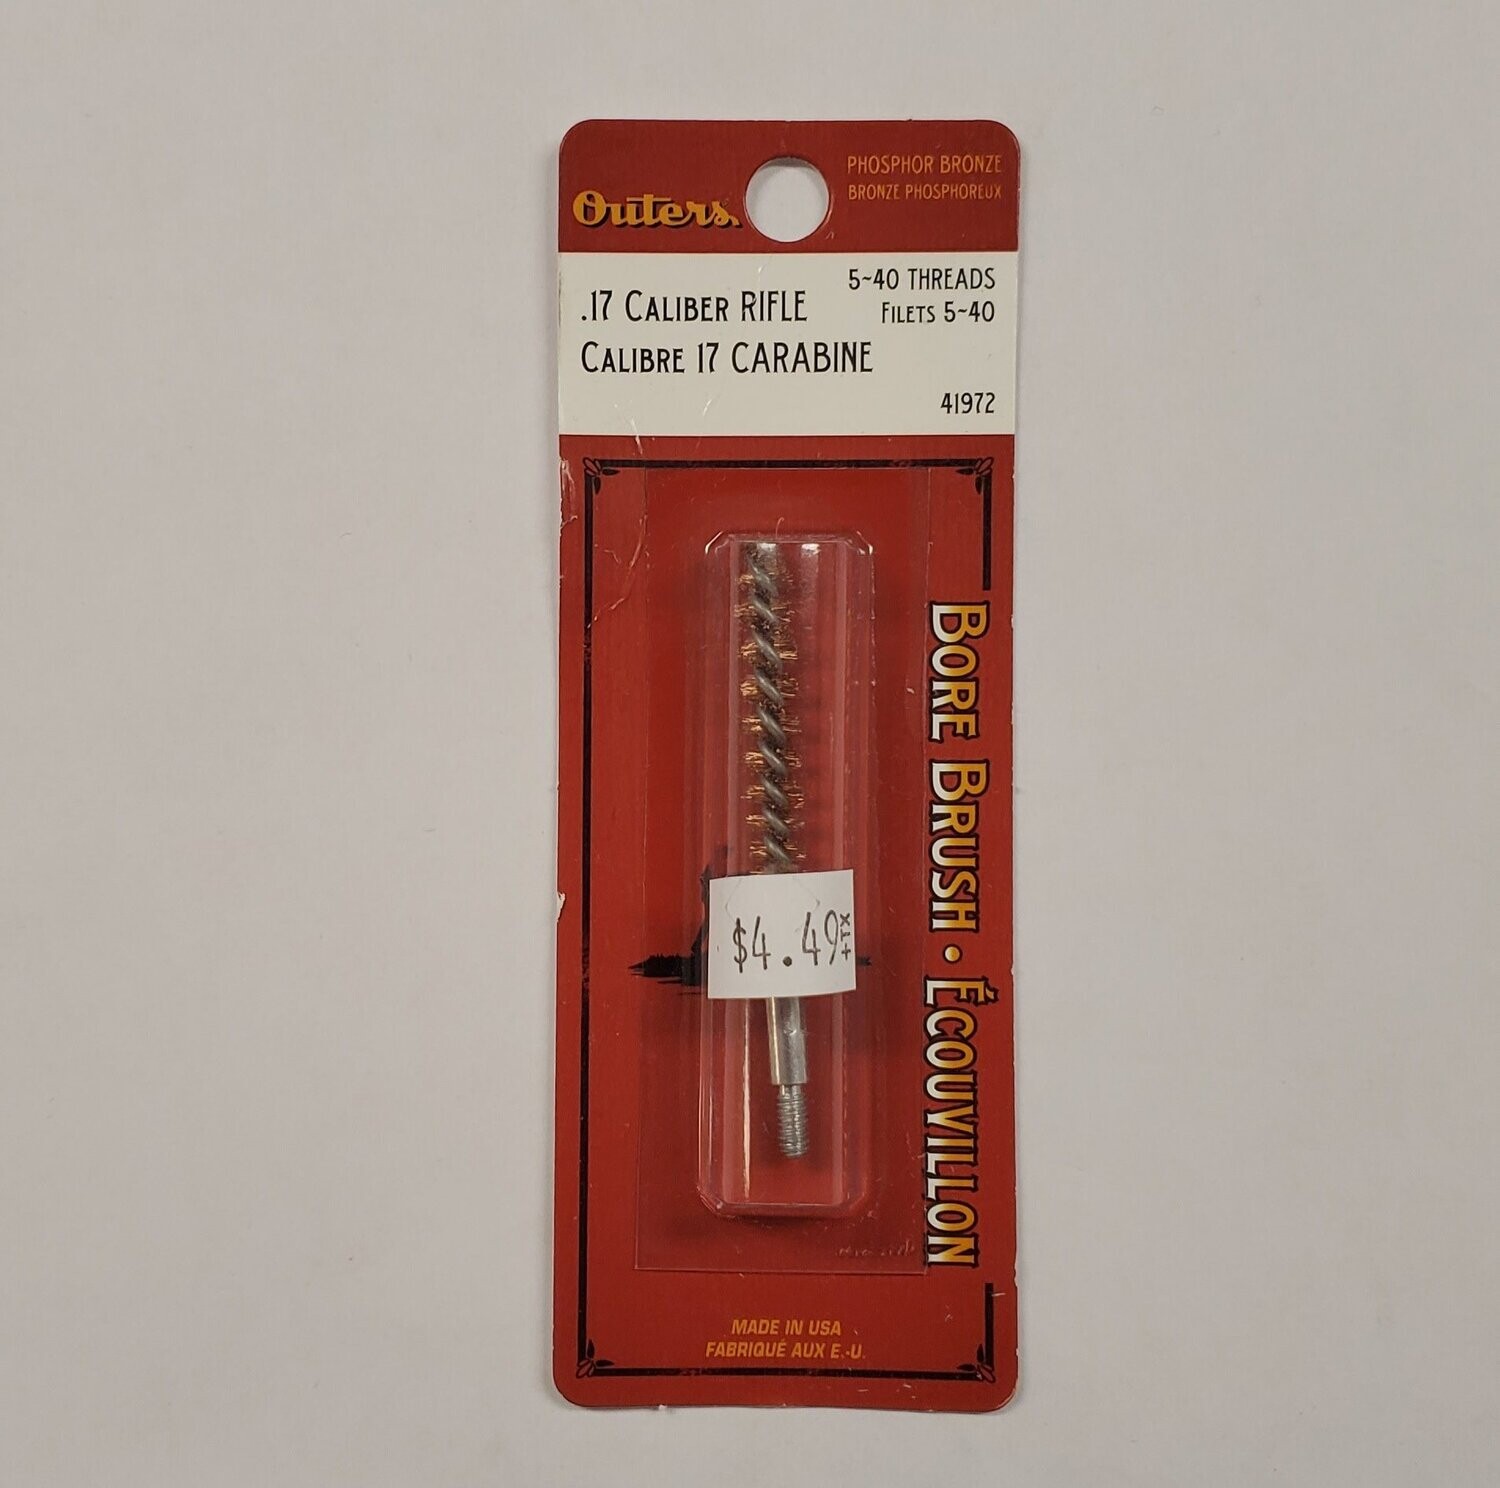 Outers
PHOSPHOR BRONZE
BRONZE PHOSPHOREUX
5~40 THREADS
FILETS 5~40
.17 CALIBER RIFLE
CALIBRE 17 CARABINE
41972
BORE BRUSH • ÉCOUVILLON
$4.49+TX
MADE IN USA
FABRIQUÉ AUX E.-U.